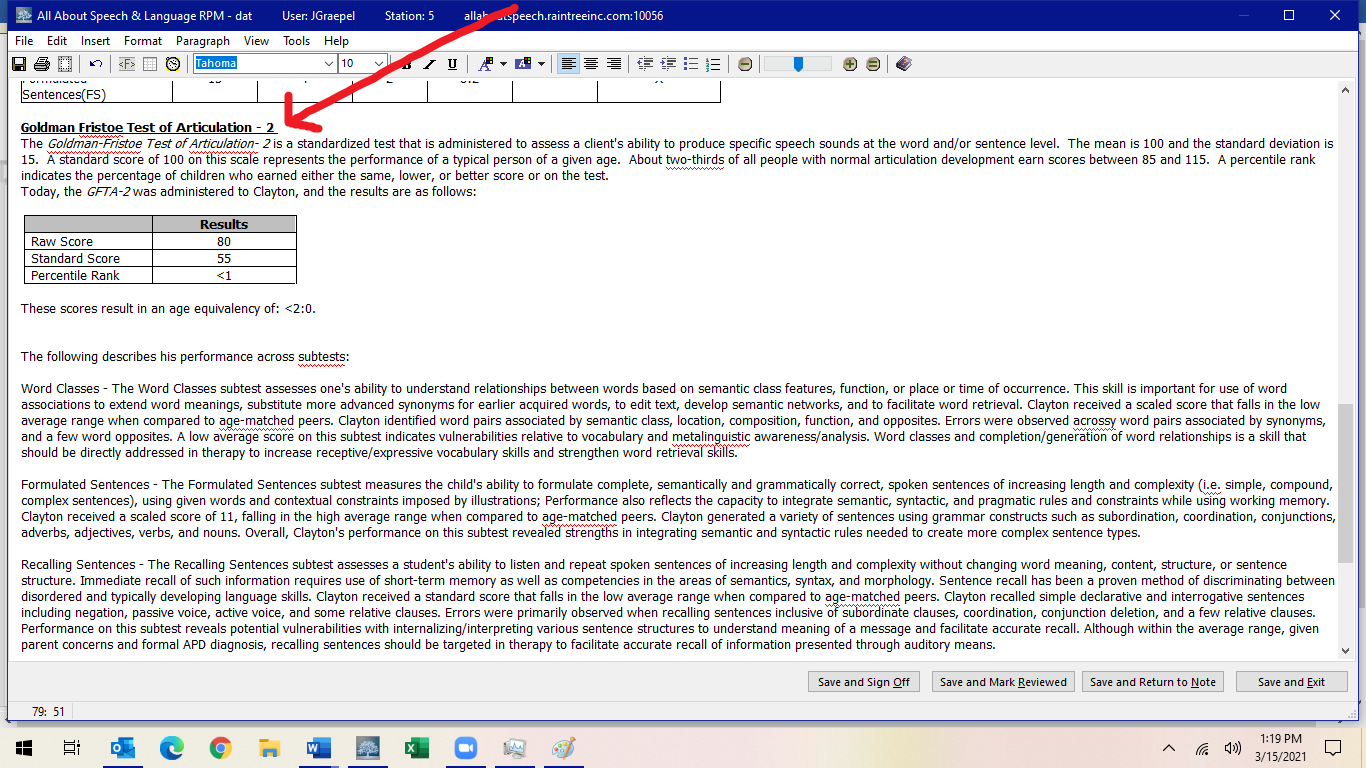 All About Speech & Language RPM - dat User: JGraepel Station: 5 allaboutspeech.raintreeinc.com:10056
File Edit Insert Format Paragraph View Tools Help
<F> Tahoma 10 B I U A AB
Formulated 15 4 2 0.2 X
Sentences(FS)
Goldman Fristoe Test of Articulation - 2
The Goldman-Fristoe Test of Articulation- 2 is a standardized test that is administered to assess a client's ability to produce specific speech sounds at the word and/or sentence level. The mean is 100 and the standard deviation is
15. A standard score of 100 on this scale represents the performance of a typical person of a given age. About two-thirds of all people with normal articulation development earn scores between 85 and 115. A percentile rank
indicates the percentage of children who earned either the same, lower, or better score or on the test.
Today, the GFTA-2 was administered to Clayton, and the results are as follows:
Results
Raw Score 80
Standard Score 55
Percentile Rank <1
These scores result in an age equivalency of: <2:0.
The following describes his performance across subtests:
Word Classes - The Word Classes subtest assesses one's ability to understand relationships between words based on semantic class features, function, or place or time of occurrence. This skill is important for use of word
associations to extend word meanings, substitute more advanced synonyms for earlier acquired words, to edit text, develop semantic networks, and to facilitate word retrieval. Clayton received a scaled score that falls in the low
average range when compared to age-matched peers. Clayton identified word pairs associated by semantic class, location, composition, function, and opposites. Errors were observed acrossy word pairs associated by synonyms,
and a few word opposites. A low average score on this subtest indicates vulnerabilities relative to vocabulary and metalinguistic awareness/analysis. Word classes and completion/generation of word relationships is a skill that
should be directly addressed in therapy to increase receptive/expressive vocabulary skills and strengthen word retrieval skills.
Formulated Sentences - The Formulated Sentences subtest measures the child's ability to formulate complete, semantically and grammatically correct, spoken sentences of increasing length and complexity (i.e. simple, compound,
complex sentences), using given words and contextual constraints imposed by illustrations; Performance also reflects the capacity to integrate semantic, syntactic, and pragmatic rules and constraints while using working memory.
Clayton received a scaled score of 11, falling in the high average range when compared to age-matched peers. Clayton generated a variety of sentences using grammar constructs such as subordination, coordination, conjunctions,
adverbs, adjectives, verbs, and nouns. Overall, Clayton's performance on this subtest revealed strengths in integrating semantic and syntactic rules needed to create more complex sentence types.
Recalling Sentences - The Recalling Sentences subtest assesses a student's ability to listen and repeat spoken sentences of increasing length and complexity without changing word meaning, content, structure, or sentence
structure. Immediate recall of such information requires use of short-term memory as well as competencies in the areas of semantics, syntax, and morphology. Sentence recall has been a proven method of discriminating between
disordered and typically developing language skills. Clayton received a standard score that falls in the low average range when compared to age-matched peers. Clayton recalled simple declarative and interrogative sentences
including negation, passive voice, active voice, and some relative clauses. Errors were primarily observed when recalling sentences inclusive of subordinate clauses, coordination, conjunction deletion, and a few relative clauses.
Performance on this subtest reveals potential vulnerabilities with internalizing/interpreting various sentence structures to understand meaning of a message and facilitate accurate recall. Although within the average range, given
parent concerns and formal APD diagnosis, recalling sentences should be targeted in therapy to facilitate accurate recall of information presented through auditory means.
Save and Sign Off Save and Mark Reviewed Save and Return to Note Save and Exit
79: 51
1:19 PM
3/15/2021